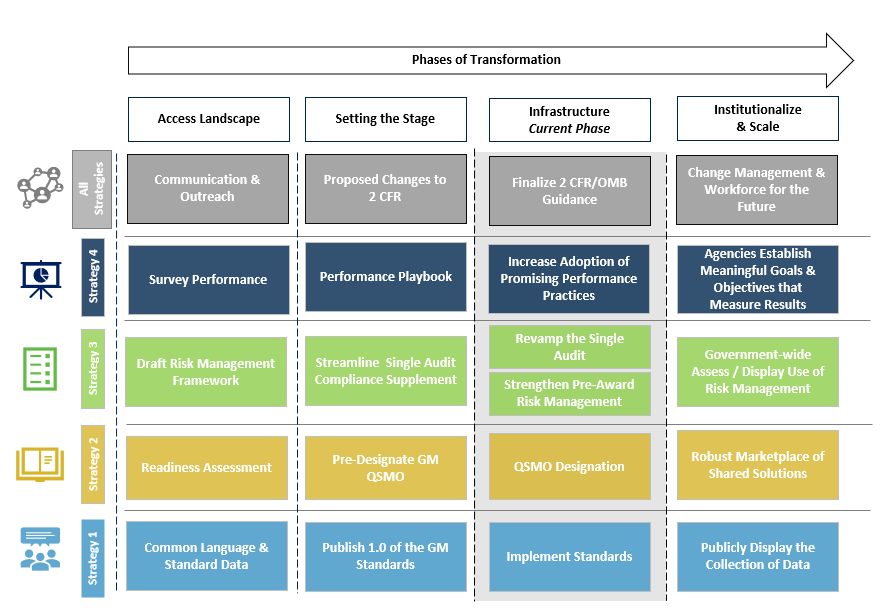 Phases of Transformation
Access Landscape
Setting the Stage
Infrastructure
Current Phase
Institutionalize
& Scale
All
Strategies
Communication &
Outreach
Proposed Changes to
2 CFR
Finalize 2 CFR/OMB
Guidance
Change Management &
Workforce for the
Future
Strategy 4
Survey Performance
Performance Playbook
Increase Adoption of
Promising Performance
Practices
Agencies Establish
Meaningful Goals &
Objectives that
Measure Results
Strategy 3
Draft Risk Management
Framework
Streamline Single Audit
Compliance Supplement
Revamp the Single
Audit
Strengthen Pre-Award
Risk Management
Government-wide
Assess / Display Use of
Risk Management
Strategy 2
Readiness Assessment
Pre-Designate GM
QSMO
QSMO Designation
Robust Marketplace of
Shared Solutions
Strategy 1
Common Language &
Standard Data
Publish 1.0 of the GM
Standards
Implement Standards
Publicly Display the
Collection of Data